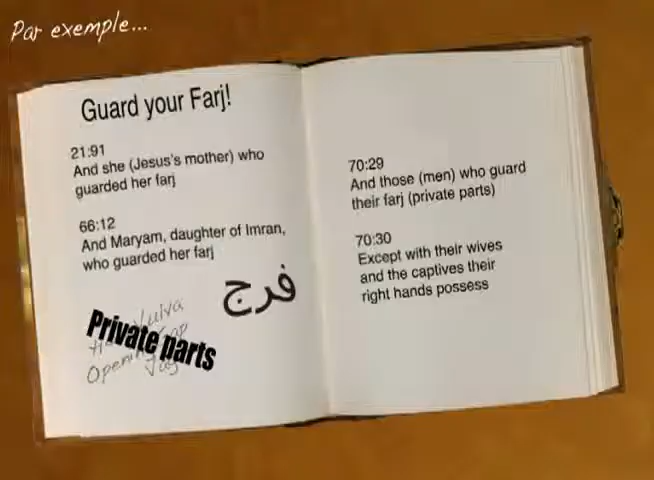 Par exemple...
Guard your Farj!
21:91
And she (Jesus's mother) who
guarded her farj
66:12
And Maryam, daughter of Imran,
who guarded her farj
فرج
Private parts
Opening
70:29
And those (men) who guard
their farj (private parts)
70:30
Except with their wives
and the captives their
right hands possess